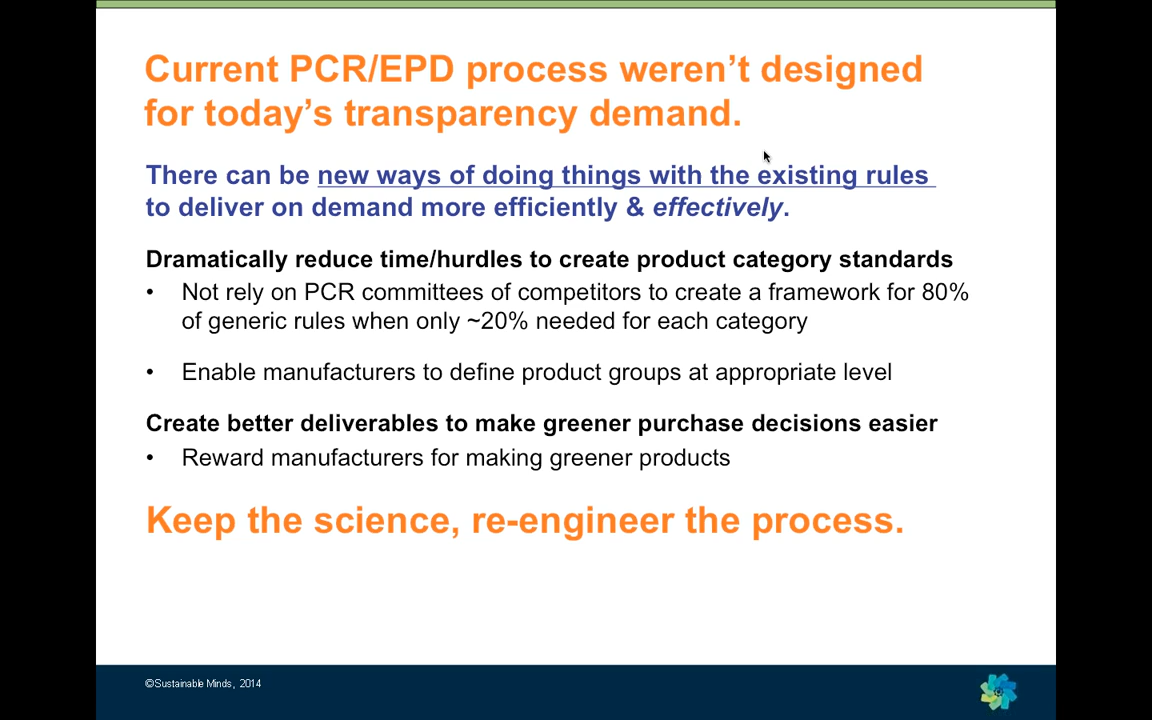 Current PCR/EPD process weren’t designed
for today’s transparency demand.
There can be new ways of doing things with the existing rules
to deliver on demand more efficiently & effectively.
Dramatically reduce time/hurdles to create product category standards
• Not rely on PCR committees of competitors to create a framework for 80%
of generic rules when only ~20% needed for each category
• Enable manufacturers to define product groups at appropriate level
Create better deliverables to make greener purchase decisions easier
• Reward manufacturers for making greener products
Keep the science, re-engineer the process.
©Sustainable Minds, 2014